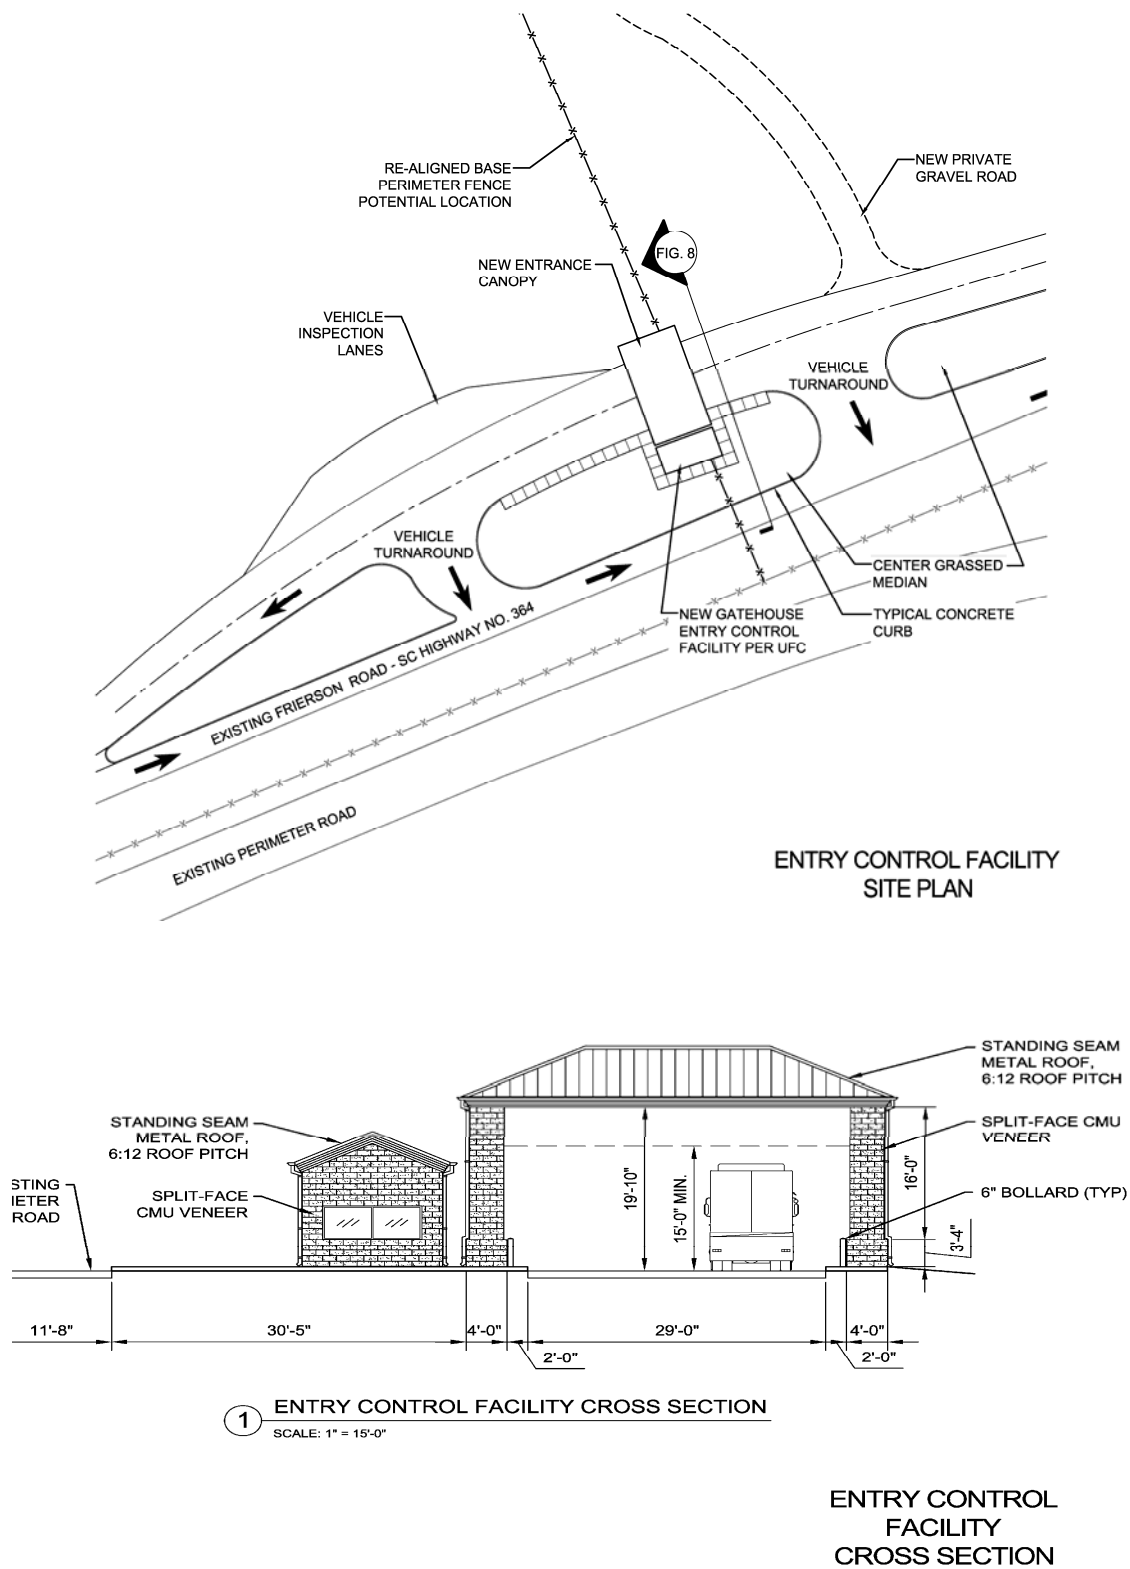 RE-ALIGNED BASE
PERIMETER FENCE
POTENTIAL LOCATION
NEW PRIVATE
GRAVEL ROAD
FIG. 8
NEW ENTRANCE
CANOPY
VEHICLE
INSPECTION
LANES
VEHICLE
TURNAROUND
VEHICLE
TURNAROUND
CENTER GRASSED
MEDIAN
NEW GATEHOUSE
ENTRY CONTROL
FACILITY PER UFC
TYPICAL CONCRETE
CURB
EXISTING FRIERSON ROAD - SC HIGHWAY NO. 364
EXISTING PERIMETER ROAD
ENTRY CONTROL FACILITY
SITE PLAN
STANDING SEAM
METAL ROOF,
6:12 ROOF PITCH
STANDING SEAM
METAL ROOF,
6:12 ROOF PITCH
SPLIT-FACE CMU
VENEER
SPLIT-FACE
CMU VENEER
STING
IETER
ROAD
19'-10"
15'-0" MIN.
16'-0"
6" BOLLARD (TYP)
3'-4"
11'-8"
30'-5"
4'-0"
29'-0"
4'-0"
2'-0"
2'-0"
1
ENTRY CONTROL FACILITY CROSS SECTION
SCALE: 1" = 15'-0"
ENTRY CONTROL
FACILITY
CROSS SECTION